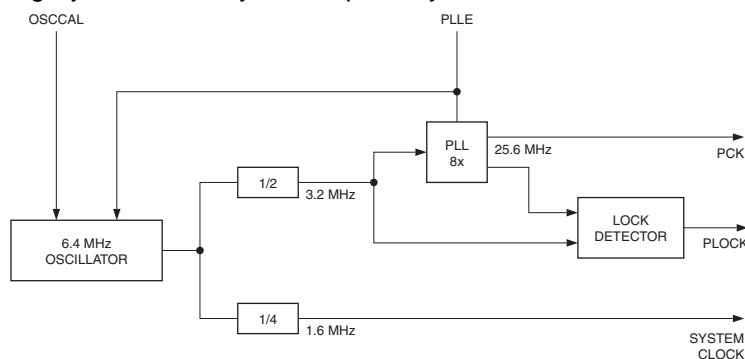 OSCCAL
PLLE
PLL
8x
25.6 MHz
PCK
1/2
3.2 MHz
LOCK
DETECTOR
PLOCK
6.4 MHz
OSCILLATOR
1/4
1.6 MHz
SYSTEM
CLOCK